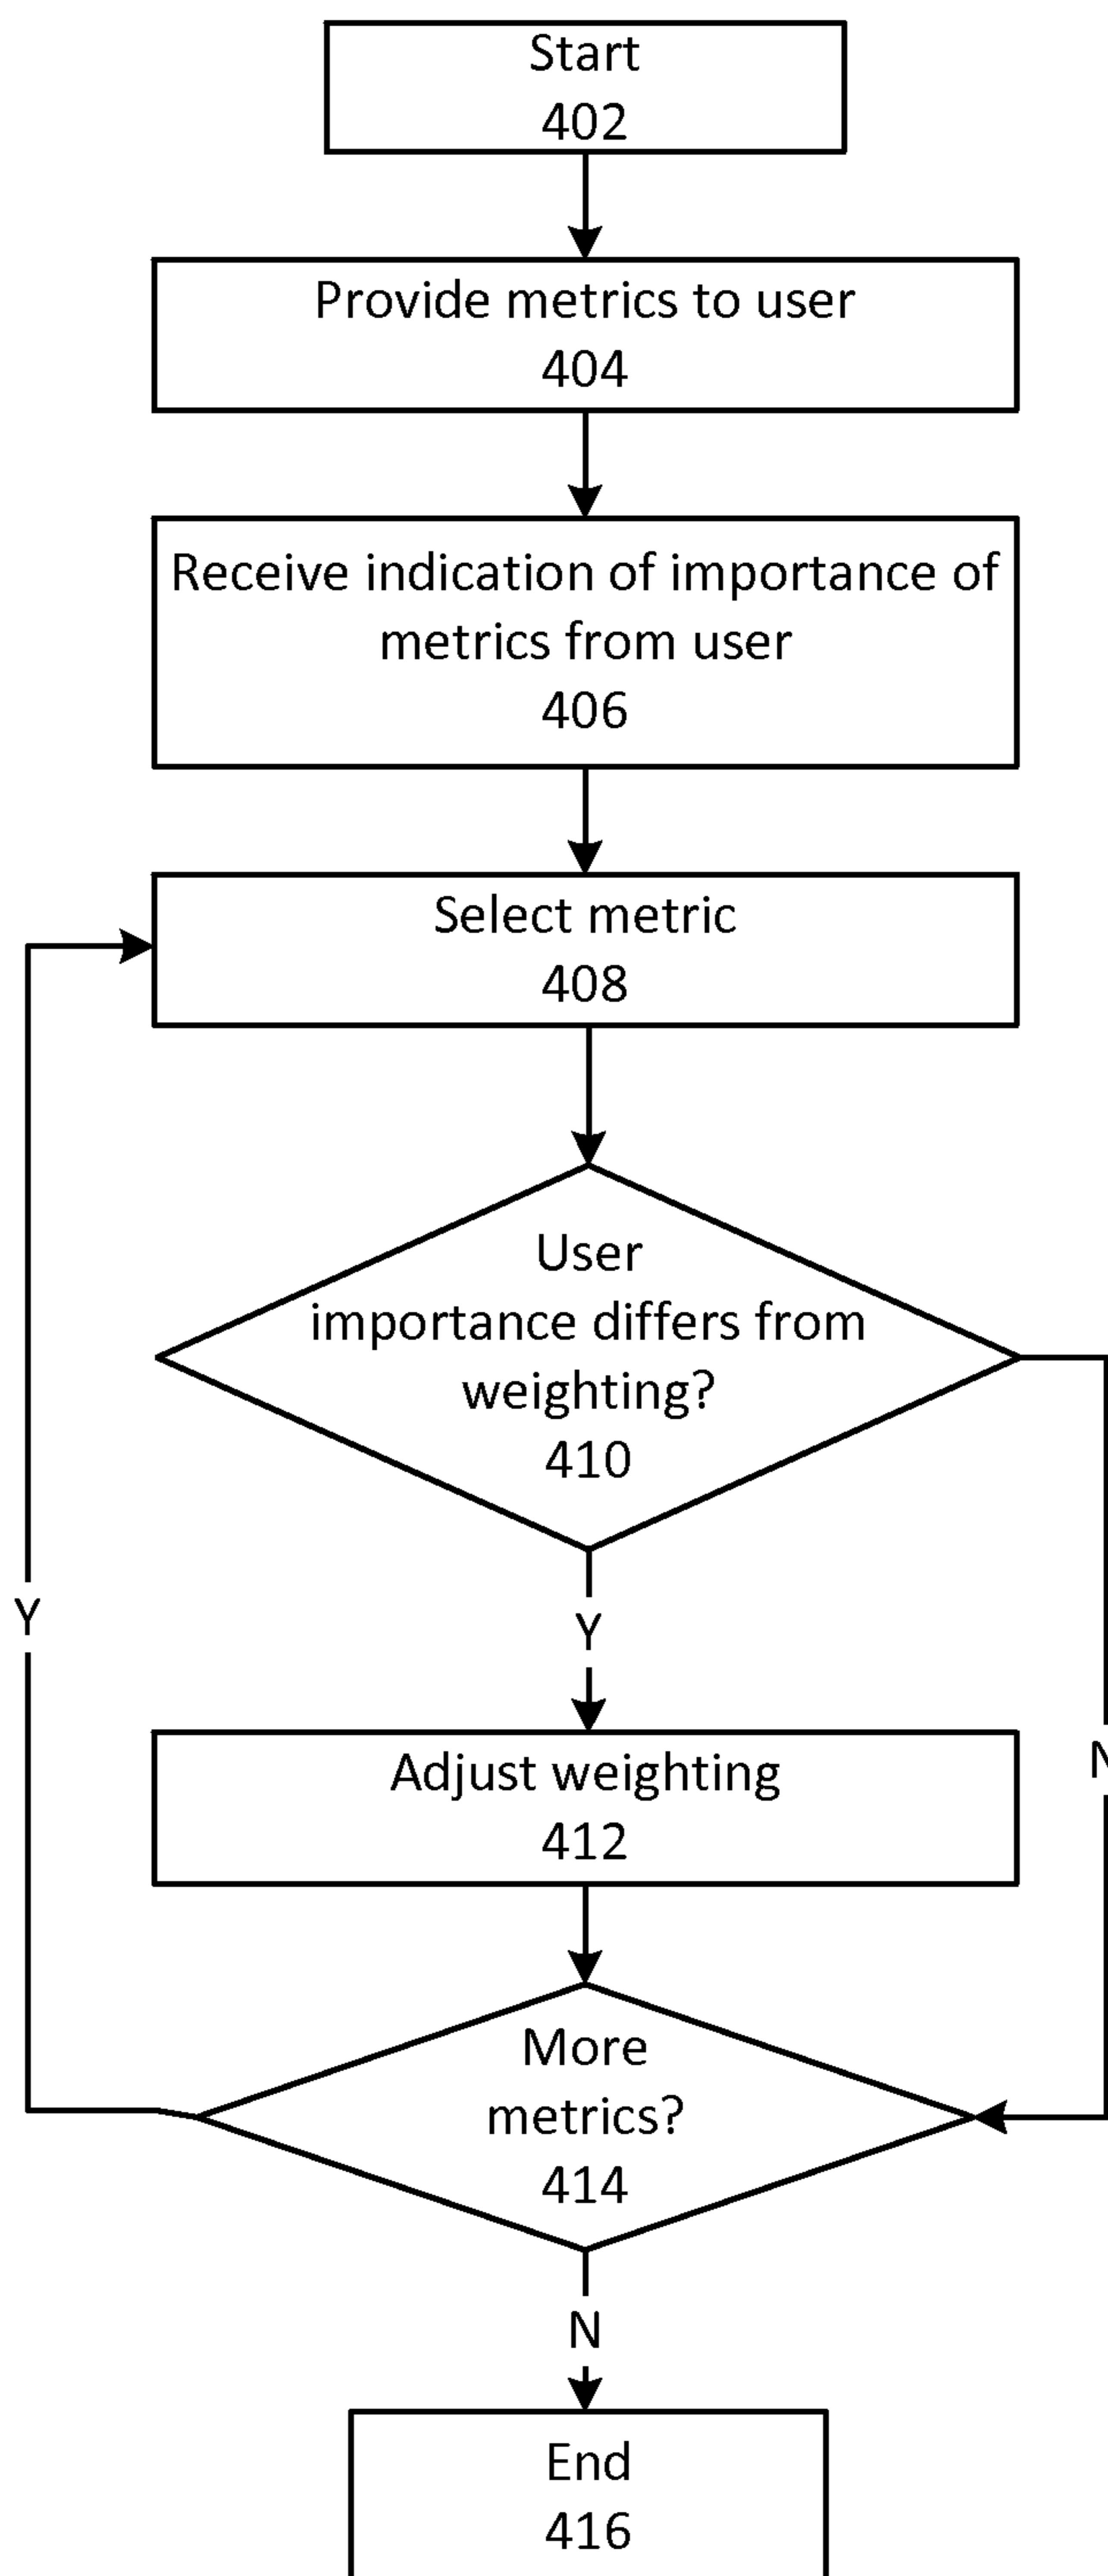 Start
402
Provide metrics to user
404
Receive indication of importance of
metrics from user
406
Select metric
408
User
importance differs from
weighting?
410
Y
Y
Adjust weighting
412
N
More
metrics?
414
N
End
416